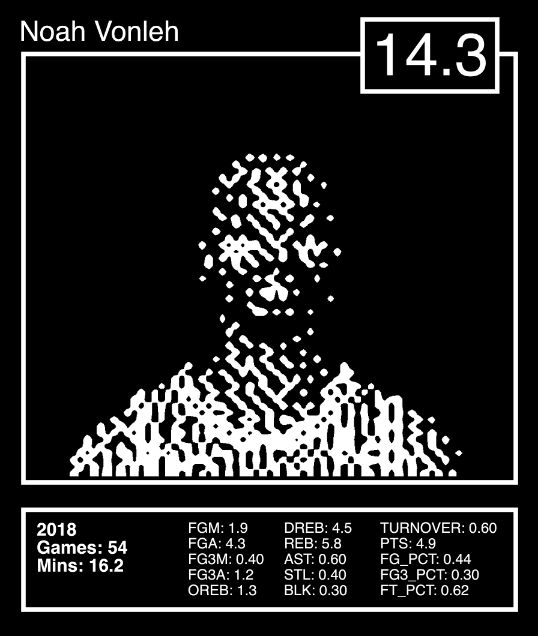 Noah Vonleh
14.3
2018
Games: 54
Mins: 16.2
FGM: 1.9
FGA: 4.3
FG3M: 0.40
FG3A: 1.2
OREB: 1.3
DREB: 4.5
REB: 5.8
AST: 0.60
STL: 0.40
BLK: 0.30
TURNOVER: 0.60
PTS: 4.9
FG_PCT: 0.44
FG3_PCT: 0.30
FT_PCT: 0.62